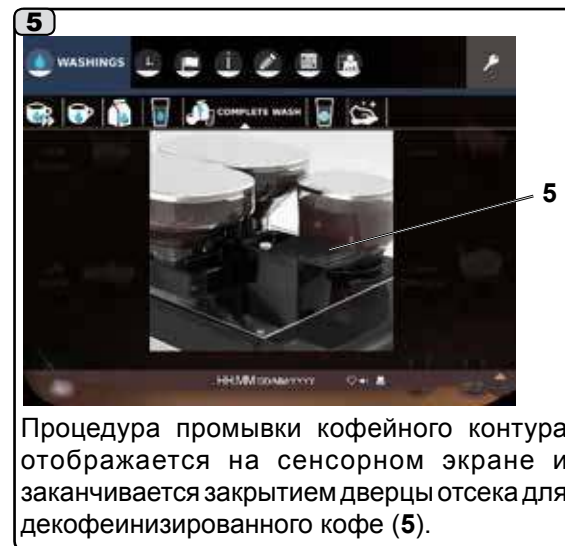 5
WASHINGS
COMPLETE WASH
5
HH:MM DD/MM/YYYY
Процедура промывки кофейного контура
отображается на сенсорном экране и
заканчивается закрытием дверцы отсека для
декофеинизированного кофе (5).